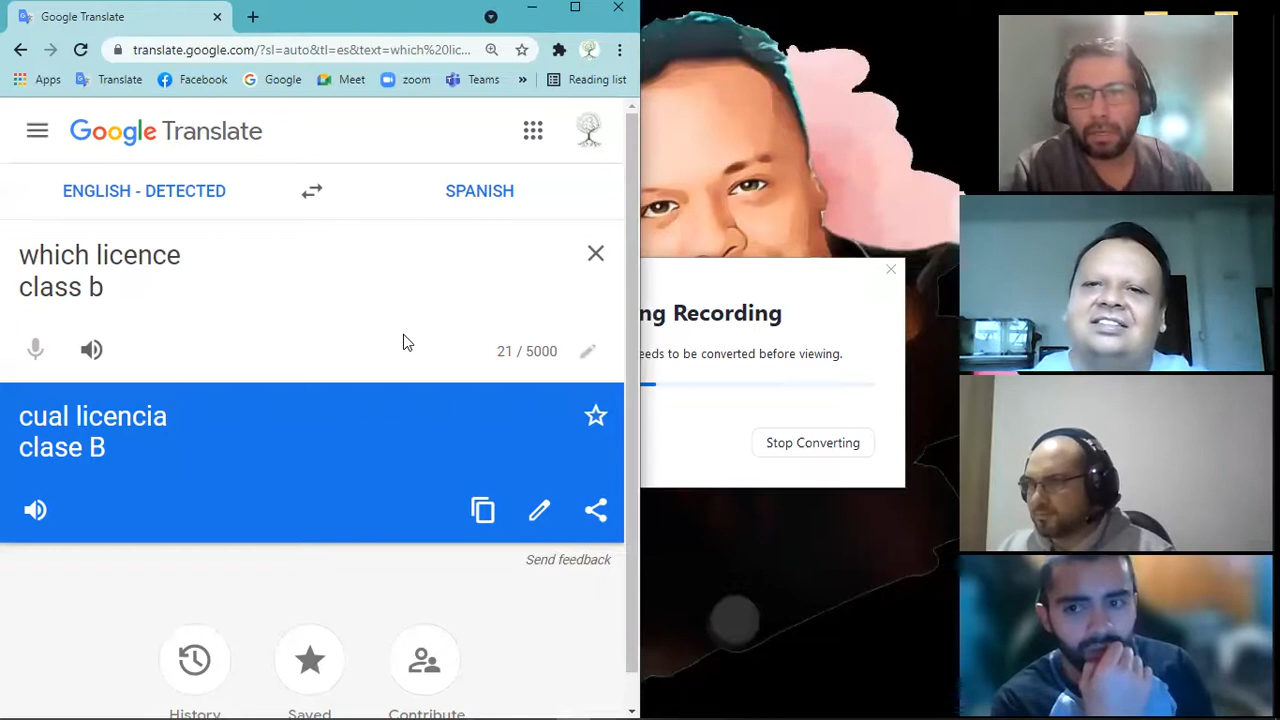 Google Translate
translate.google.com/?sl=auto&tl=es&text=which%20lic...
Apps
Translate
Facebook
Google
Meet
zoom
Teams
»
Reading list
Google Translate
ENGLISH - DETECTED
SPANISH
which licence
class b
21 / 5000
cual licencia
clase B
Send feedback
History
Saved
Contribute
ng Recording
eeds to be converted before viewing.
Stop Converting